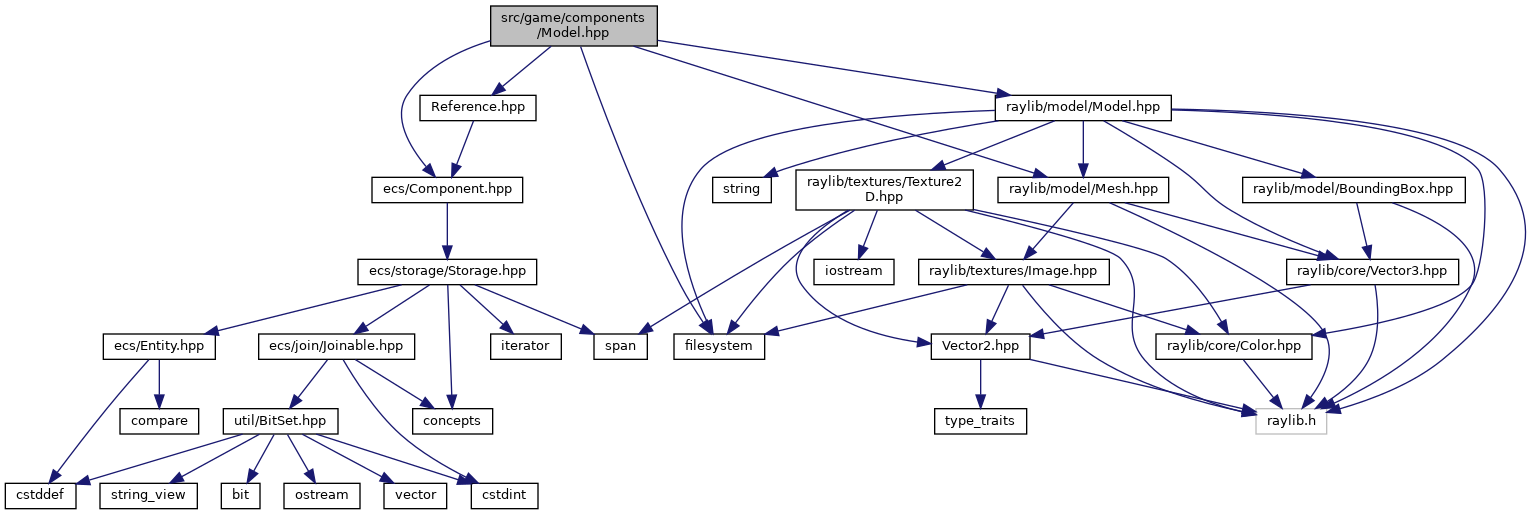 src/game/components
/Model.hpp
Reference.hpp
raylib/model/Model.hpp
ecs/Component.hpp
string
raylib/textures/Texture2
D.hpp
raylib/model/Mesh.hpp
raylib/model/BoundingBox.hpp
ecs/storage/Storage.hpp
iostream
raylib/textures/Image.hpp
raylib/core/Vector3.hpp
ecs/Entity.hpp
ecs/join/Joinable.hpp
iterator
span
filesystem
Vector2.hpp
raylib/core/Color.hpp
compare
util/BitSet.hpp
concepts
type_traits
raylib.h
cstddef
string_view
bit
ostream
vector
cstdint